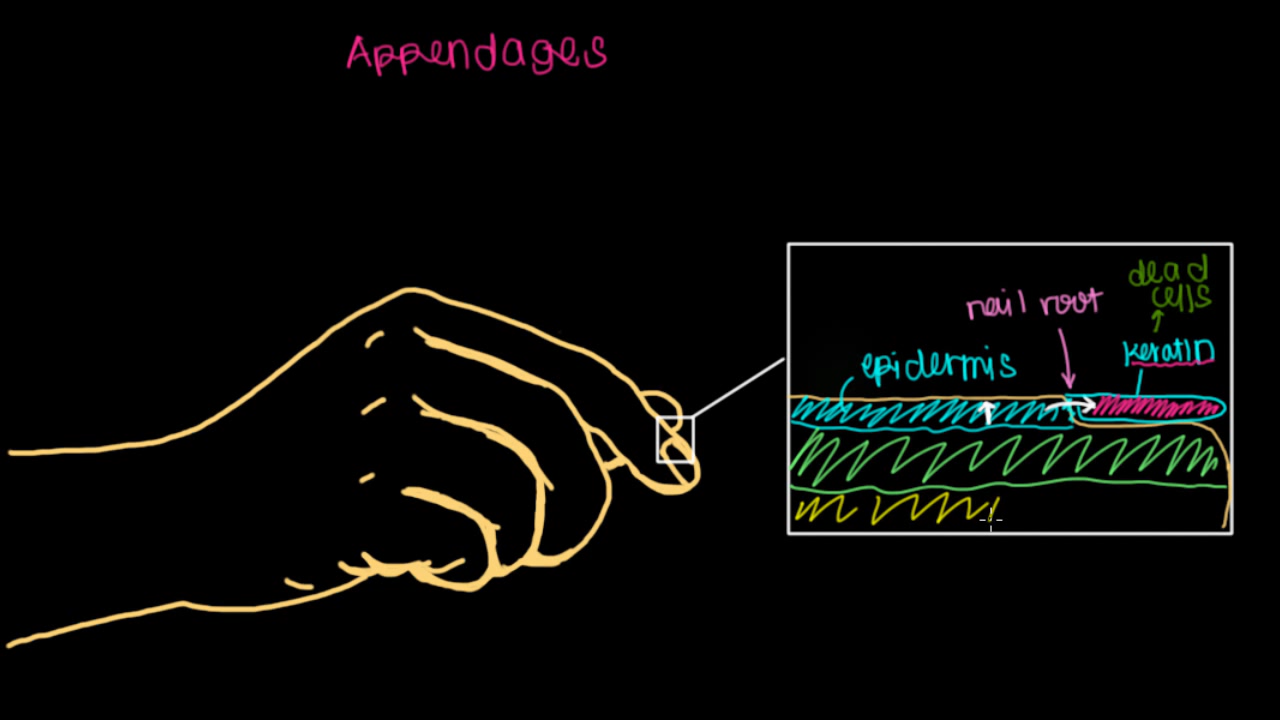 Appendages
dead
cells
nail root
keratin
epidermis